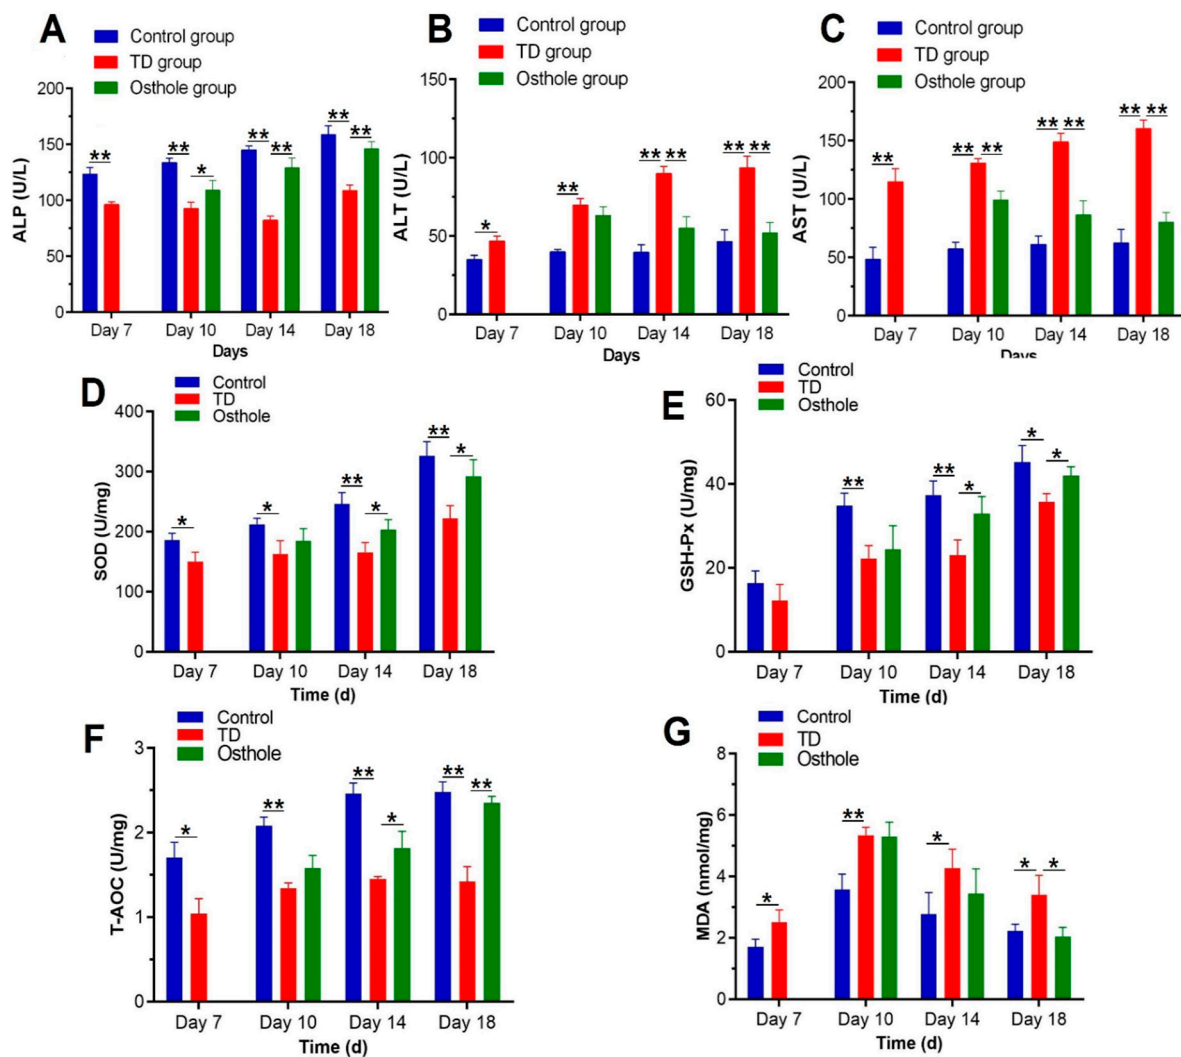 A
Control group
TD group
Osthole group
ALP (U/L)
200
150
100
50
0
** ** * ** ** ** **
Day 7 Day 10 Day 14 Day 18
Days
B
Control group
TD group
Osthole group
ALT (U/L)
150
100
50
0
* ** ** ** ** **
Day 7 Day 10 Day 14 Day 18
Days
C
Control group
TD group
Osthole group
AST (U/L)
200
150
100
50
0
** ** ** ** ** ** **
Day 7 Day 10 Day 14 Day 18
Days
D
Control
TD
Osthole
SOD (U/mg)
400
300
200
100
0
* * ** * ** *
Day 7 Day 10 Day 14 Day 18
Time (d)
E
Control
TD
Osthole
GSH-Px (U/mg)
60
40
20
0
** ** * * *
Day 7 Day 10 Day 14 Day 18
Time (d)
F
Control
TD
Osthole
T-AOC (U/mg)
3
2
1
0
* ** ** * ** **
Day 7 Day 10 Day 14 Day 18
Time (d)
G
Control
TD
Osthole
MDA (nmol/mg)
8
6
4
2
0
* ** * * *
Day 7 Day 10 Day 14 Day 18
Time (d)